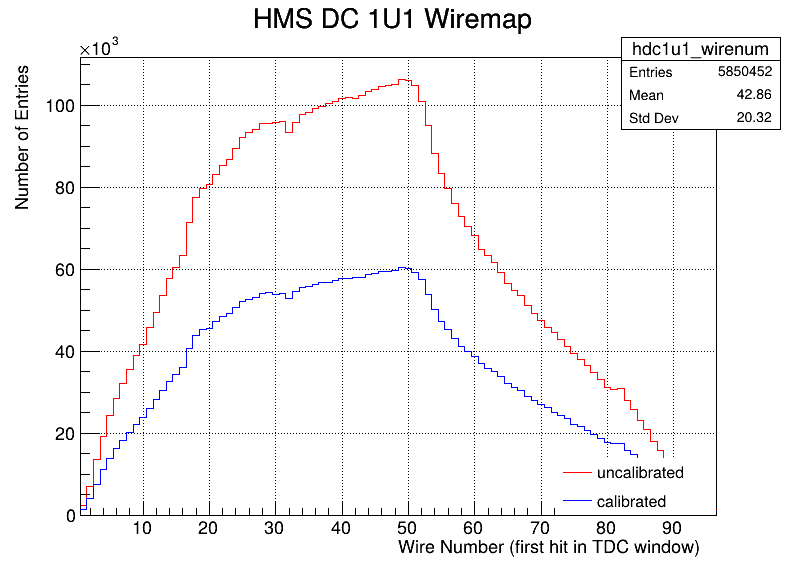 HMS DC 1U1 Wiremap
×10³
hdc1u1_wirenum
Entries 5850452
Mean 42.86
Std Dev 20.32
Number of Entries
100
80
60
40
20
0
uncalibrated
calibrated
10 20 30 40 50 60 70 80 90
Wire Number (first hit in TDC window)